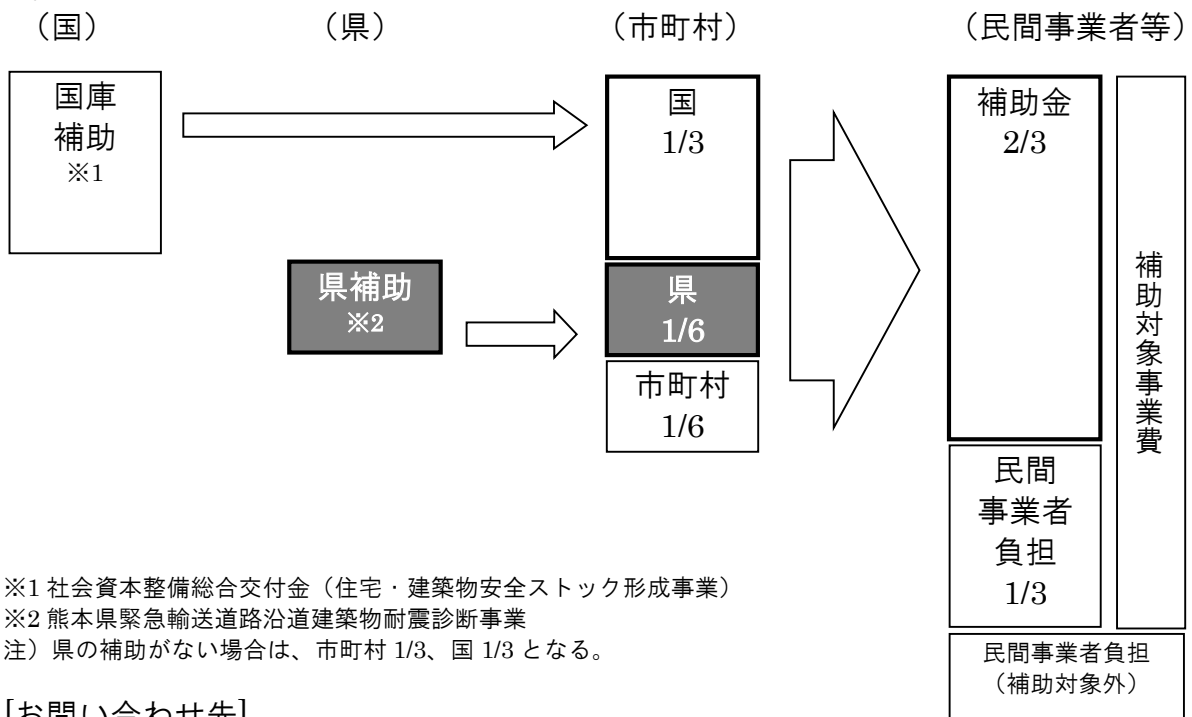 （国）
（県）
（市町村）
（民間事業者等）
国庫
補助
※1
国
1/3
補助金
2/3
県補助
※2
県
1/6
市町村
1/6
補助対象事業費
民間
事業者
負担
1/3
民間事業者負担
（補助対象外）
※1 社会資本整備総合交付金（住宅・建築物安全ストック形成事業）
※2 熊本県緊急輸送道路沿道建築物耐震診断事業
注）県の補助がない場合は、市町村 1/3、国 1/3 となる。
[お問い合わせ先]